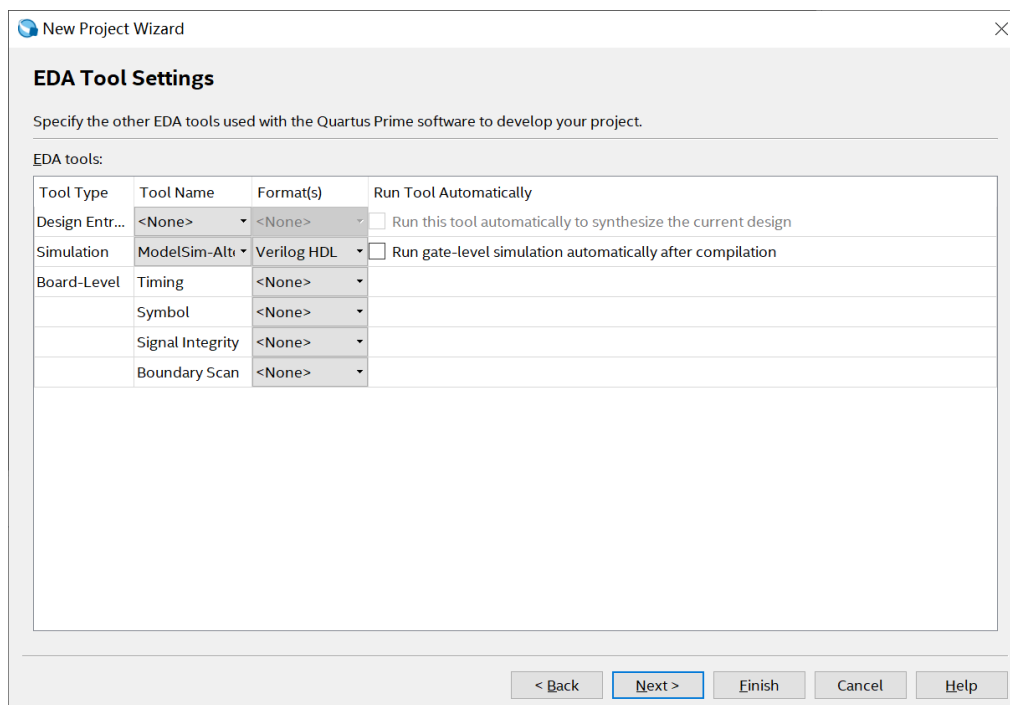 New Project Wizard
EDA Tool Settings
Specify the other EDA tools used with the Quartus Prime software to develop your project.
EDA tools:
Tool Type Tool Name Format(s) Run Tool Automatically
Design Entr... <None> <None> Run this tool automatically to synthesize the current design
Simulation ModelSim-Alt Verilog HDL Run gate-level simulation automatically after compilation
Board-Level Timing <None>
Symbol <None>
Signal Integrity <None>
Boundary Scan <None>
< Back Next > Finish Cancel Help